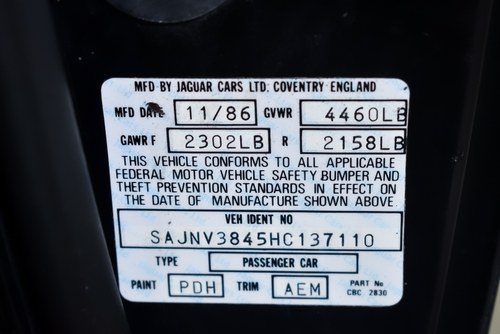 MFD BY JAGUAR CARS LTD. COVENTRY ENGLAND
MFD DATE 11/86 GVWR 4460LB
GAWR F 2302LB R 2158LB
THIS VEHICLE CONFORMS TO ALL APPLICABLE
FEDERAL MOTOR VEHICLE SAFETY BUMPER AND
THEFT PREVENTION STANDARDS IN EFFECT ON
THE DATE OF MANUFACTURE SHOWN ABOVE
VEH IDENT NO
SAJNV3845HC137110
TYPE PASSENGER CAR
PAINT PDH TRIM AEM PART No
CBC 2830